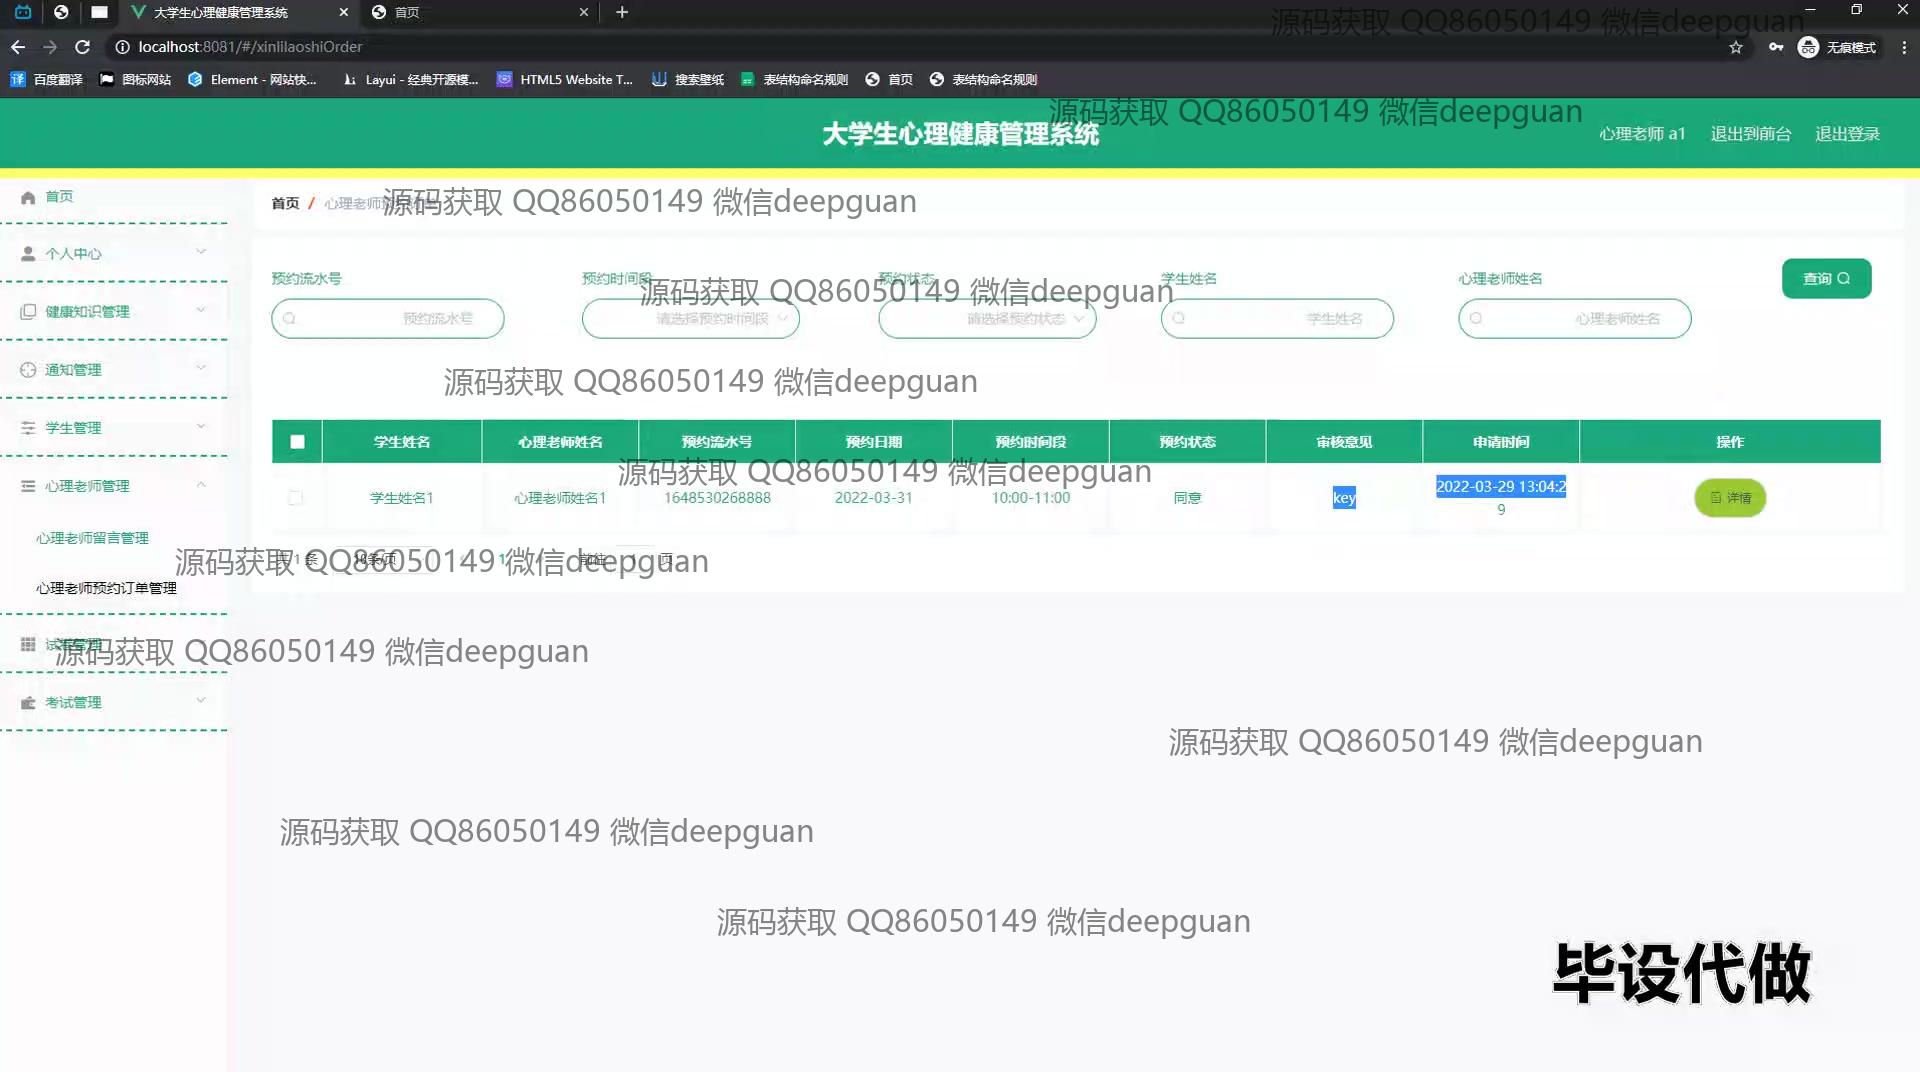 大学生心理健康管理系统
首页
localhost:8081/#/xinlilaoshiOrder
无痕模式
百度翻译
图标网站
Element - 网站快...
Layui - 经典开源模...
HTML5 Website T...
搜索壁纸
表结构命名规则
首页
表结构命名规则
源码获取 QQ86050149 微信deepguan
源码获取 QQ86050149 微信deepguan
大学生心理健康管理系统
心理老师 a1
退出到前台
退出登录
首页
个人中心
健康知识管理
通知管理
学生管理
心理老师管理
心理老师留言管理
心理老师预约订单管理
考试管理
首页 / 心理老师
源码获取 QQ86050149 微信deepguan
预约流水号
预约时间段
预约状态
学生姓名
心理老师姓名
查询
源码获取 QQ86050149 微信deepguan
预约流水号
请选择预约时间段
请选择预约状态
学生姓名
心理老师姓名
源码获取 QQ86050149 微信deepguan
学生姓名 心理老师姓名 预约流水号 预约日期 预约时间段 预约状态 审核意见 申请时间 操作
源码获取 QQ86050149 微信deepguan
学生姓名1 心理老师姓名1 1648530268888 2022-03-31 10:00-11:00 同意 key 2022-03-29 13:04:2
9
详情
共 1 条 10条/页 1 前往 1 页
源码获取 QQ86050149 微信deepguan
源码获取 QQ86050149 微信deepguan
源码获取 QQ86050149 微信deepguan
源码获取 QQ86050149 微信deepguan
源码获取 QQ86050149 微信deepguan
毕设代做